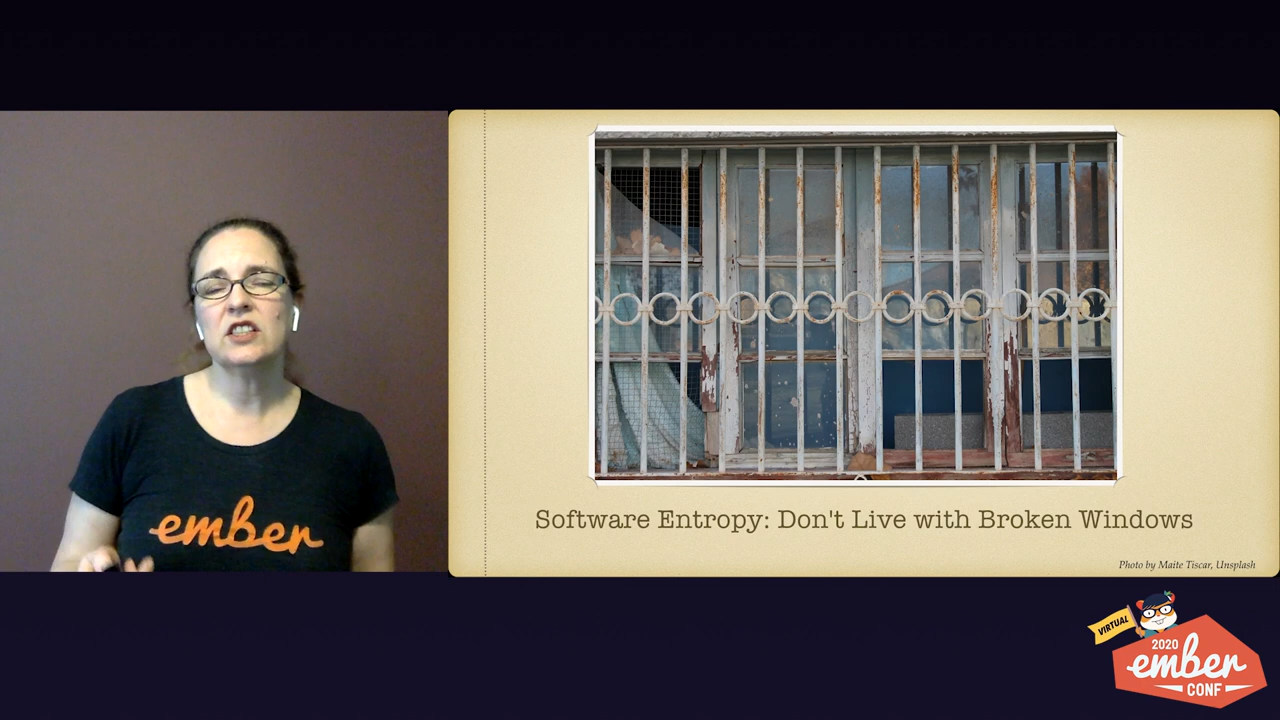 ember
Software Entropy: Don't Live with Broken Windows
Photo by Maite Tiscar, Unsplash
VIRTUAL
2020
ember
CONF